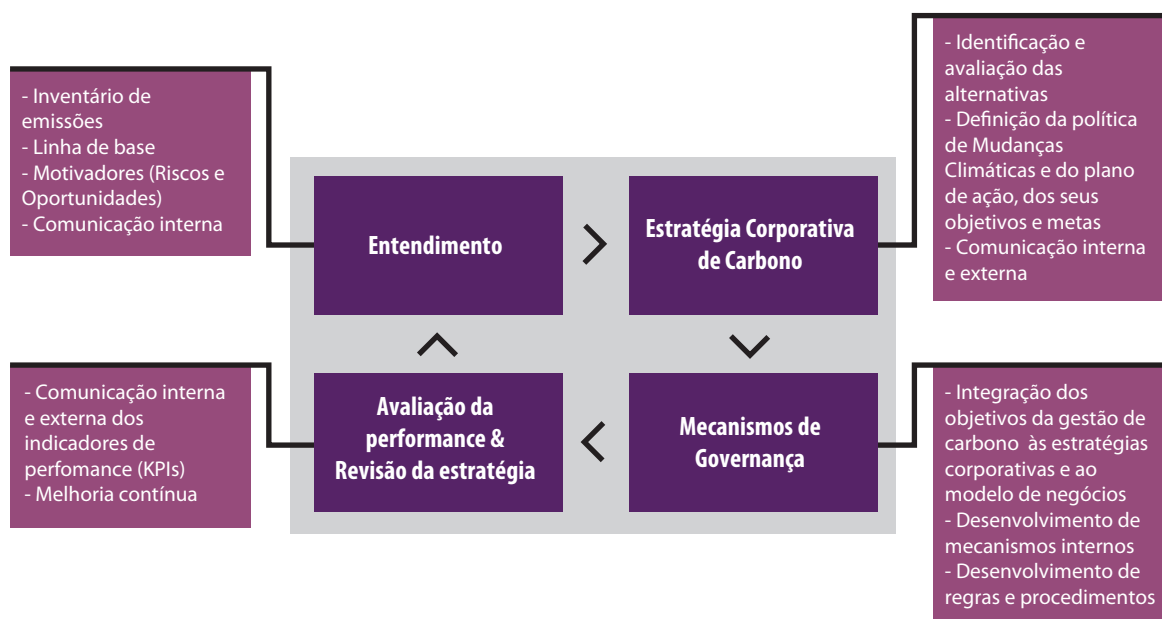 - Inventário de
emissões
- Linha de base
- Motivadores (Riscos e
Oportunidades)
- Comunicação interna
Entendimento
Estratégia Corporativa
de Carbono
- Identificação e
avaliação das
alternativas
- Definição da política
de Mudanças
Climáticas e do plano
de ação, dos seus
objetivos e metas
- Comunicação interna
e externa
- Comunicação interna
e externa dos
indicadores de
perfomance (KPIs)
- Melhoria contínua
Avaliação da
performance &
Revisão da estratégia
Mecanismos de
Governança
- Integração dos
objetivos da gestão de
carbono às estratégias
corporativas e ao
modelo de negócios
- Desenvolvimento de
mecanismos internos
- Desenvolvimento de
regras e procedimentos